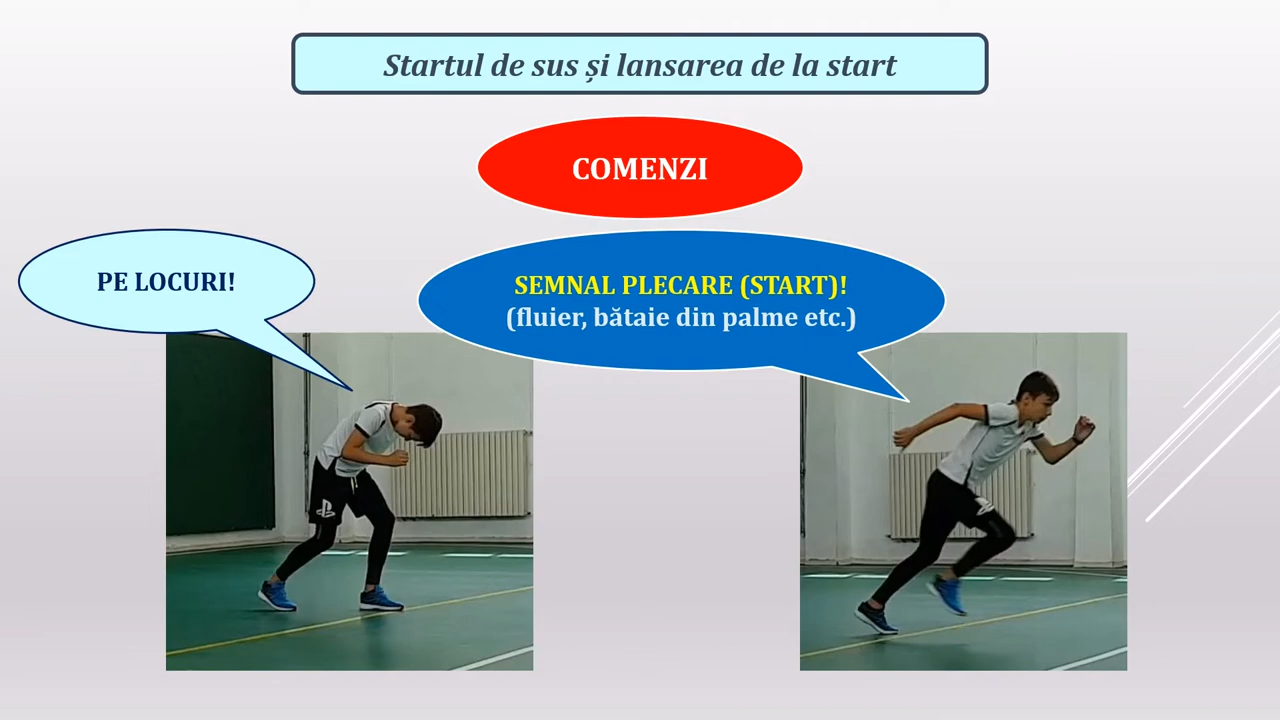 Startul de sus și lansarea de la start
COMENZI
PE LOCURI!
SEMNAL PLECARE (START)!
(fluier, bătaie din palme etc.)